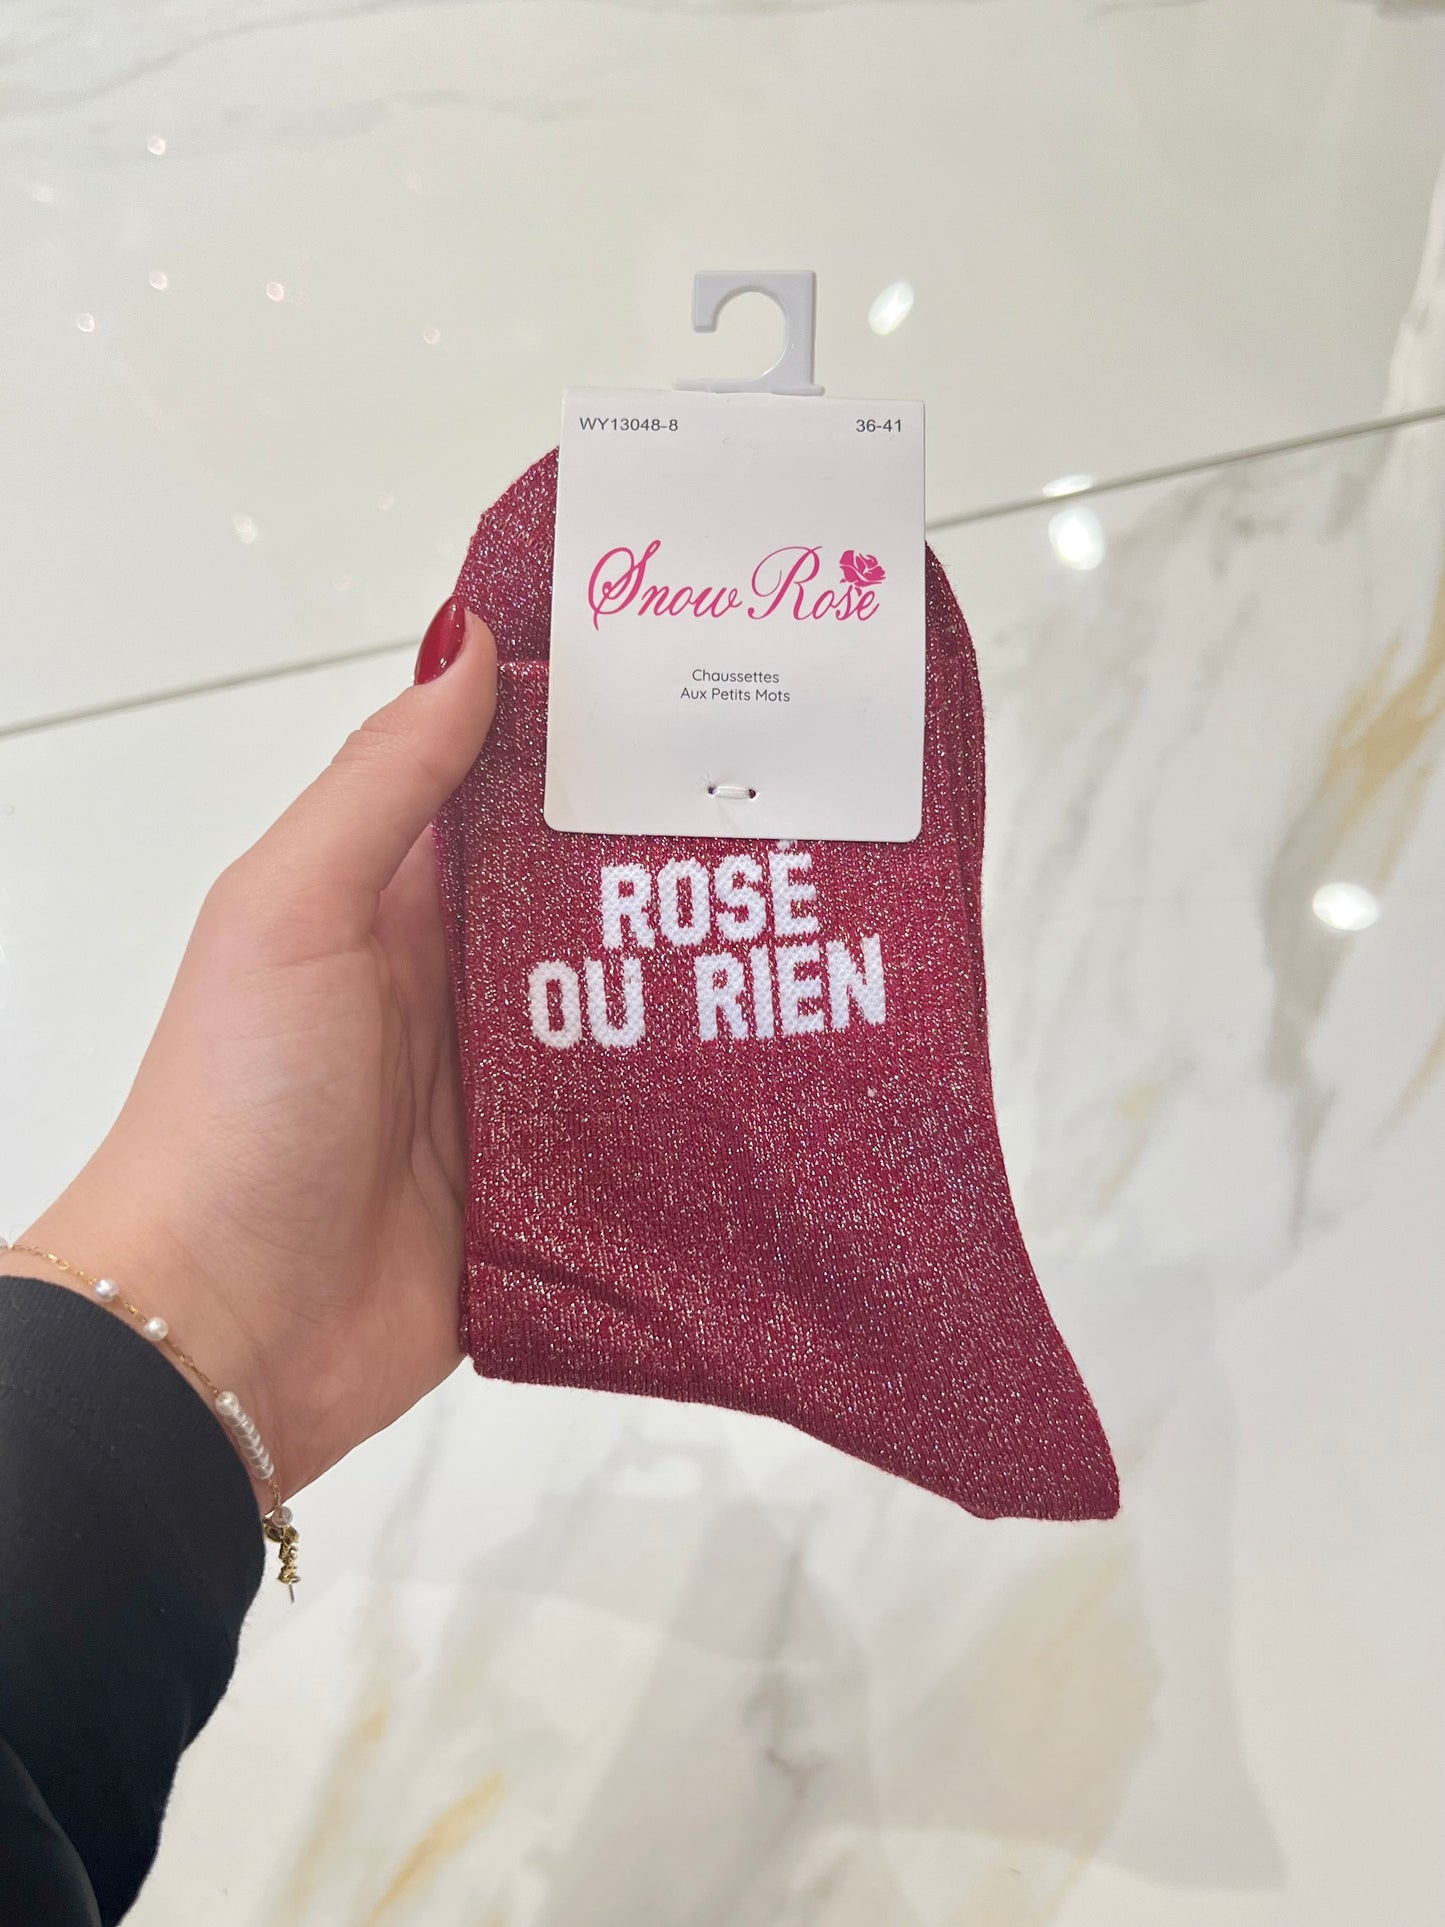 WY13048-8 36-41
Snow Rose
Chaussettes
Aux Petits Mots
ROSÉ
OU RIEN